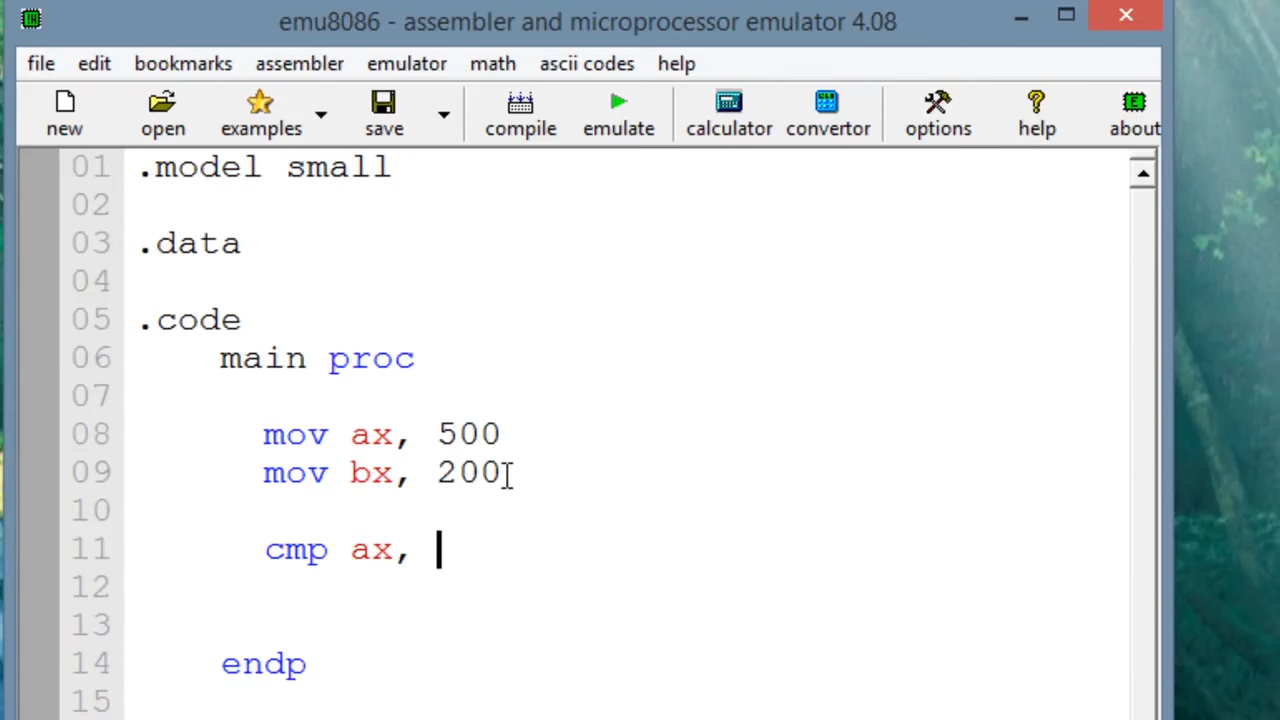 emu8086 - assembler and microprocessor emulator 4.08
file edit bookmarks assembler emulator math ascii codes help
new open examples save compile emulate calculator convertor options help about
01 .model small
02
03 .data
04
05 .code
06 main proc
07
08 mov ax, 500
09 mov bx, 200
10
11 cmp ax,
12
13
14 endp
15